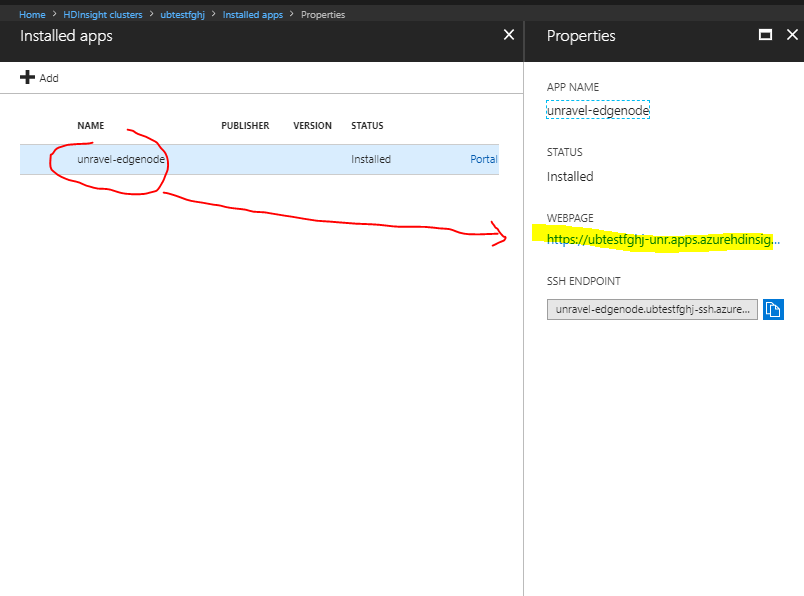 Home > HDInsight clusters > ubtestfghj > Installed apps > Properties
Installed apps
Add
NAME PUBLISHER VERSION STATUS
unravel-edgenode Installed Portal
Properties
APP NAME
unravel-edgenode
STATUS
Installed
WEBPAGE
https://ubtestfghj-unr.apps.azurehdinsig...
SSH ENDPOINT
unravel-edgenode.ubtestfghj-ssh.azure...